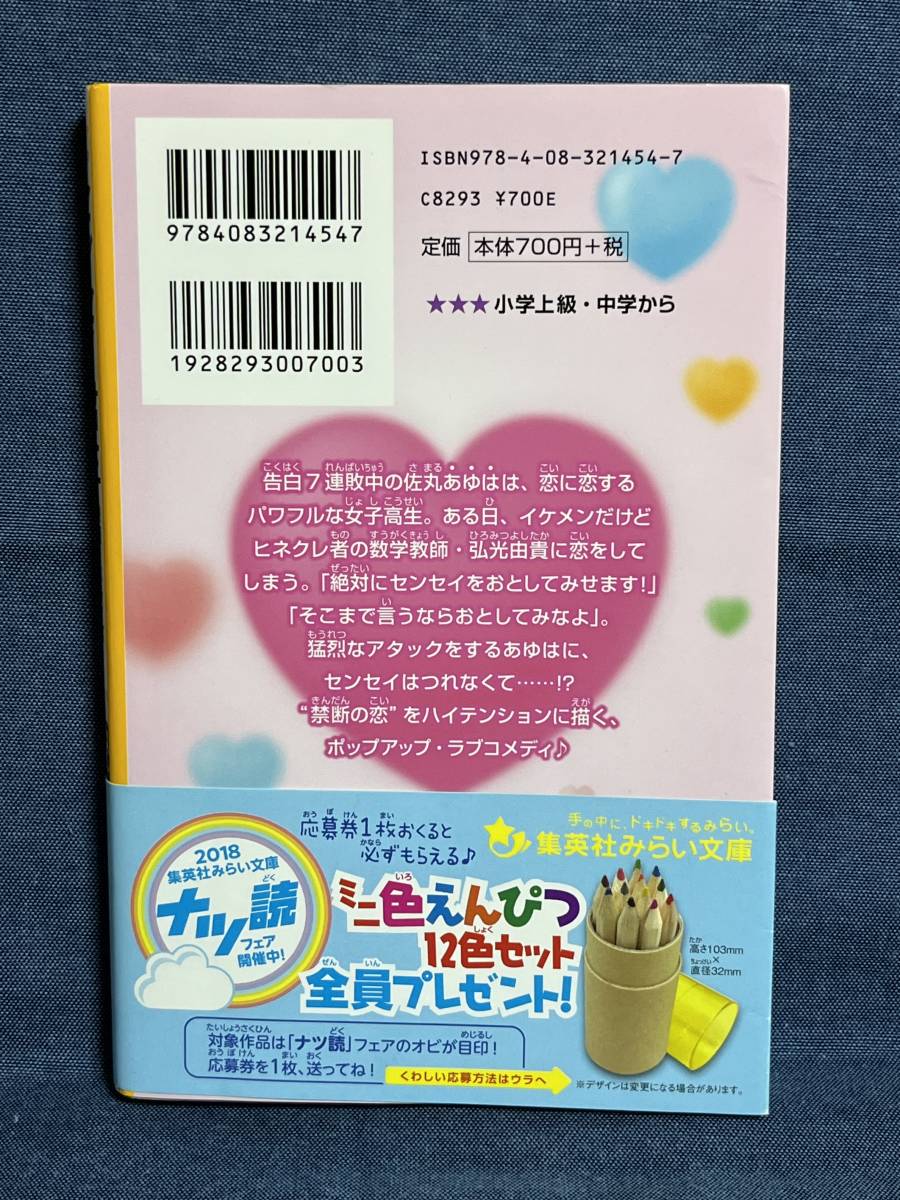 9784083214547
1928293007003
ISBN978-4-08-321454-7
C8293 ¥700E
定価 本体700円+税
★★★小学上級・中学から
告白7連敗中の佐丸あゆはは、恋に恋する
パワフルな女子高生。ある日、イケメンだけど
ヒネクレ者の数学教師・弘光由貴に恋をして
しまう。「絶対にセンセイをおとしてみせます!」
「そこまで言うならおとしてみなよ」。
猛烈なアタックをするあゆはに、
センセイはつれなくて……!?
“禁断の恋”をハイテンションに描く、
ポップアップ・ラブコメディ♪
2018
集英社みらい文庫
ナツ読
フェア
開催中!
応募券1枚おくると
必ずもらえる♪
ミニ色えんぴつ
12色セット
全員プレゼント!
手の中に、ドキドキするみらい。
集英社みらい文庫
高さ103mm
×
直径32mm
対象作品は「ナツ読」フェアのオビが目印!
応募券を1枚、送ってね!
くわしい応募方法はウラへ
※デザインは変更になる場合があります。